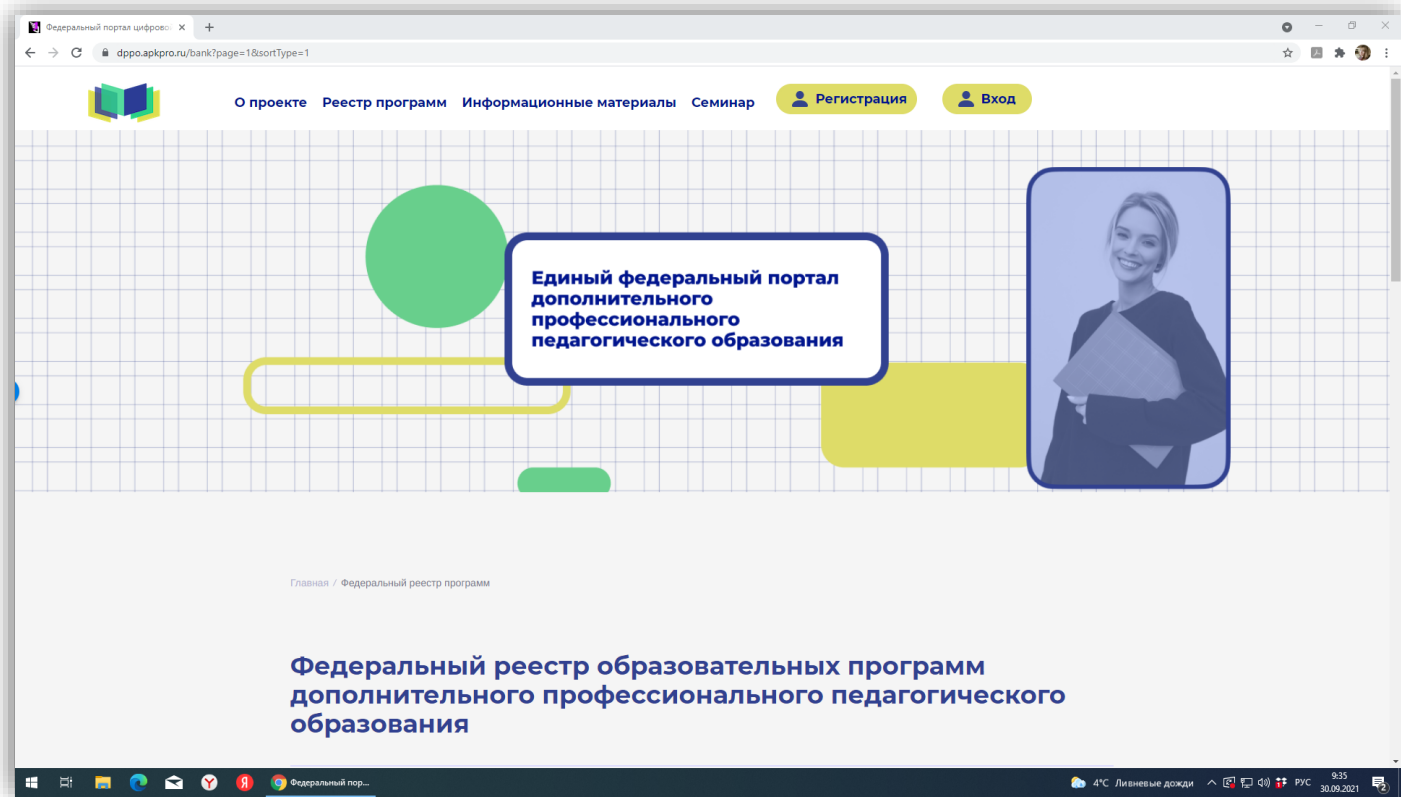 Федеральный портал цифрово
dppo.apkpro.ru/bank?page=1&sortType=1
О проекте Реестр программ Информационные материалы Семинар Регистрация Вход
Единый федеральный портал
дополнительного
профессионального
педагогического образования
Главная / Федеральный реестр программ
Федеральный реестр образовательных программ
дополнительного профессионального педагогического
образования
Федеральный пор...
4°C Ливневые дожди РУС 9:35
30.09.2021